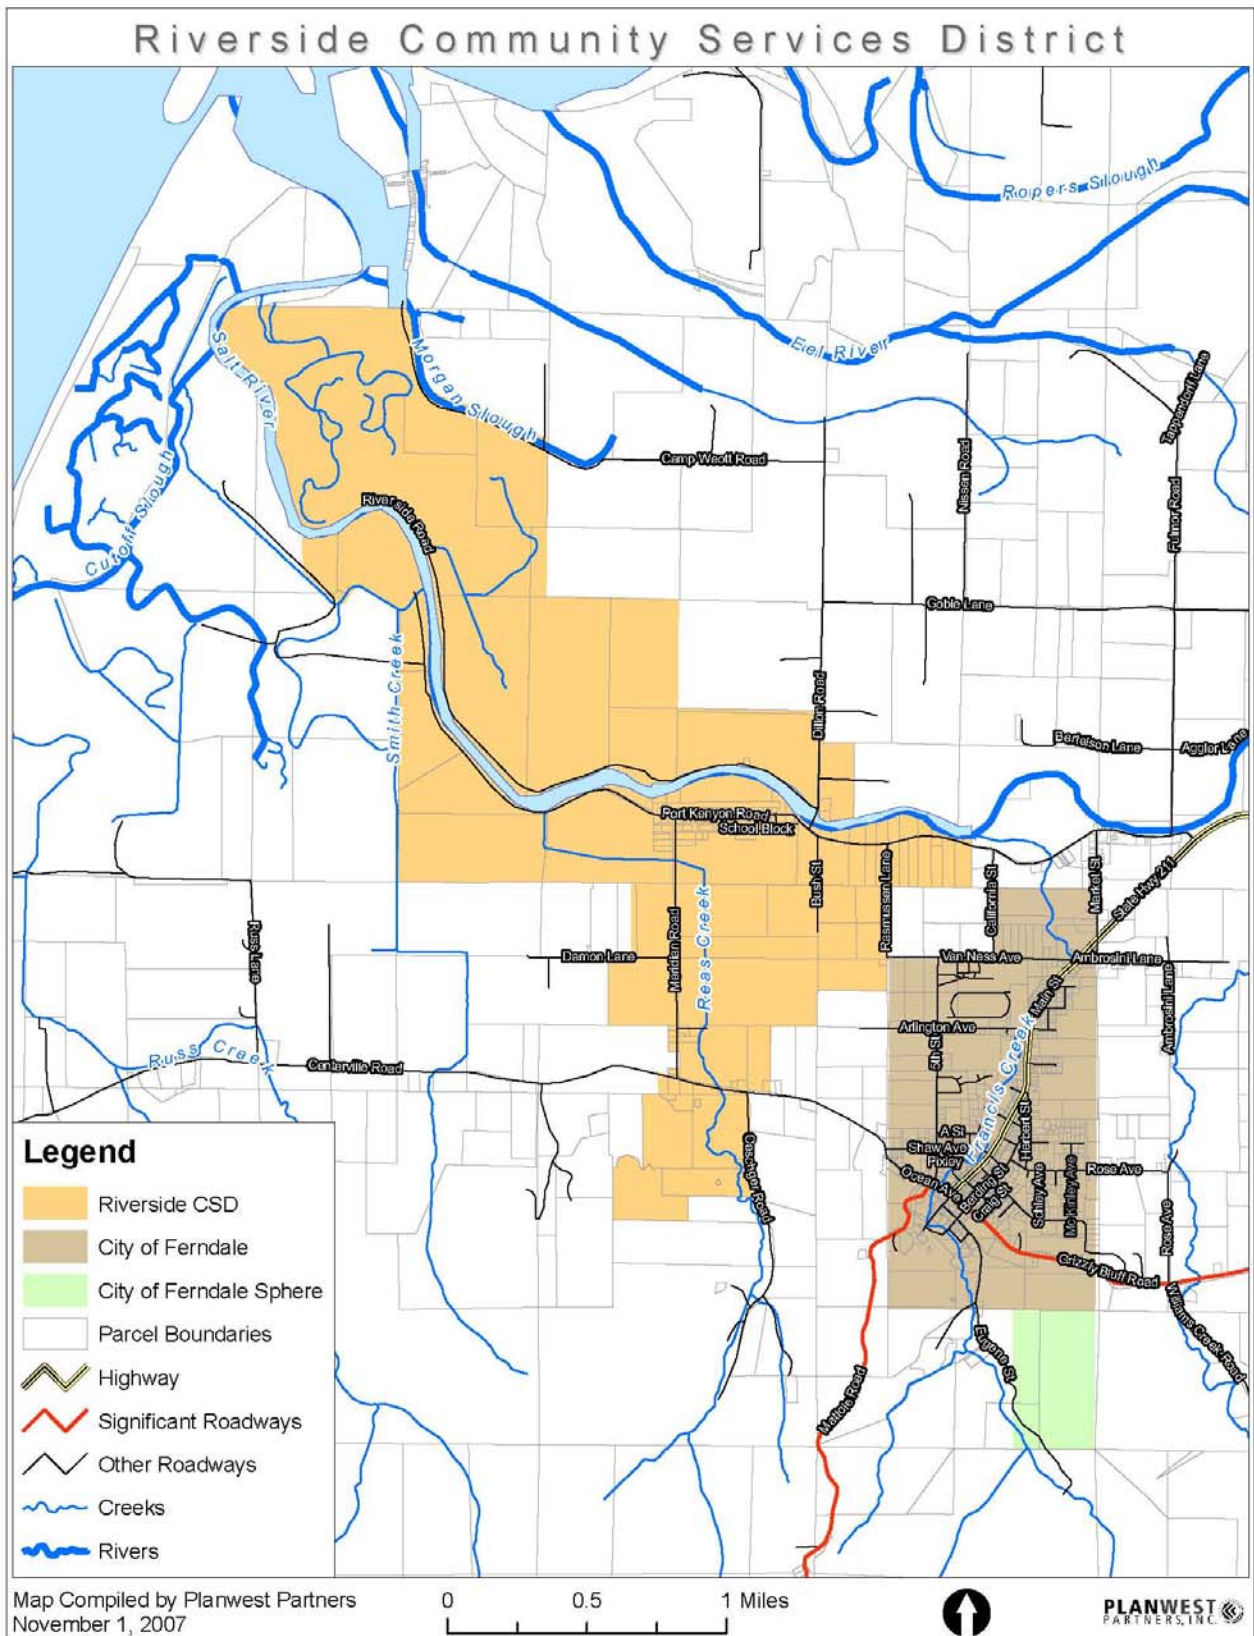 Riverside Community Services District
Ropers Slough
Eel River
Salt River
Morgan Slough
Tappendorf Lane
Camp Weott Road
Nissen Road
Cutoff Slough
Riverside Road
Fulmor Road
Goble Lane
Smith Creek
Dillon Road
Bertelson Lane
Aggler Lane
Port Kenyon Road
School Block
Bush St
Rasmussen Lane
California St
Market St
State Hwy 211
Russ Lane
Meridian Road
Reas Creek
Damon Lane
Van Ness Ave
Ambrosini Lane
Main St
Arlington Ave
Ambrosini Lane
5th St
Francis Creek
Russ Creek
Centerville Road
Herbert St
A St
Shaw Ave
Pixley
Ocean Ave
Berding St
Craig St
Schley Ave
Mc Kinley Ave
Rose Ave
Rose Ave
Grizzly Bluff Road
Williams Creek Road
Eugene St
Mattole Road
Legend
Riverside CSD
City of Ferndale
City of Ferndale Sphere
Parcel Boundaries
Highway
Significant Roadways
Other Roadways
Creeks
Rivers
Map Compiled by Planwest Partners
November 1, 2007
0 0.5 1 Miles
PLANWEST
PARTNERS, INC.